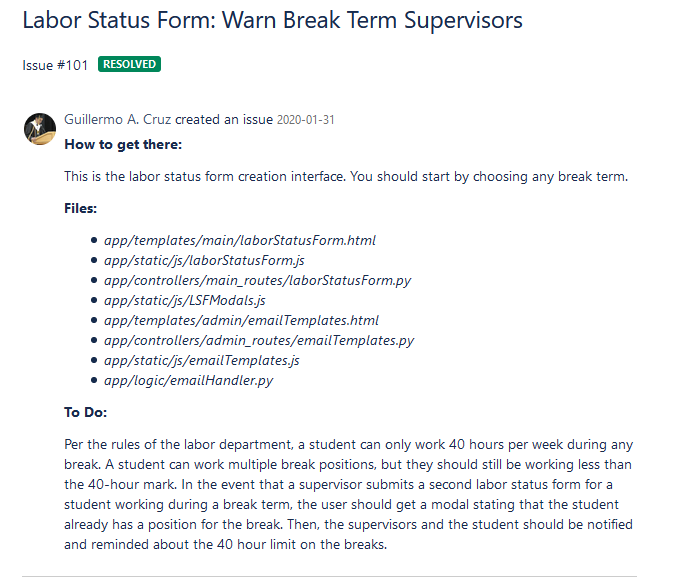 Labor Status Form: Warn Break Term Supervisors
Issue #101 RESOLVED
Guillermo A. Cruz created an issue 2020-01-31
How to get there:
This is the labor status form creation interface. You should start by choosing any break term.
Files:
• app/templates/main/laborStatusForm.html
• app/static/js/laborStatusForm.js
• app/controllers/main_routes/laborStatusForm.py
• app/static/js/LSFModals.js
• app/templates/admin/emailTemplates.html
• app/controllers/admin_routes/emailTemplates.py
• app/static/js/emailTemplates.js
• app/logic/emailHandler.py
To Do:
Per the rules of the labor department, a student can only work 40 hours per week during any
break. A student can work multiple break positions, but they should still be working less than
the 40-hour mark. In the event that a supervisor submits a second labor status form for a
student working during a break term, the user should get a modal stating that the student
already has a position for the break. Then, the supervisors and the student should be notified
and reminded about the 40 hour limit on the breaks.